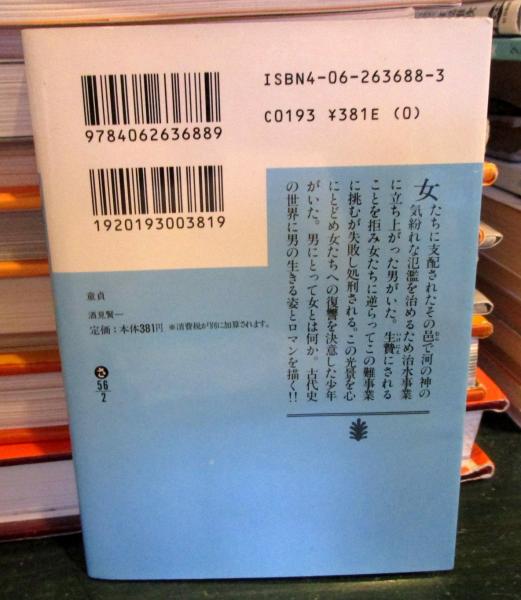 ISBN4-06-263688-3
C0193 ¥381E (0)
9784062636889
1920193003819
童貞
酒見賢一
定価：本体381円 ※消費税が別に加算されます。
さ
56
2
女たちに支配されたその邑で河の神の
気紛れな氾濫を治めるため治水事業
に立ち上がった男がいた。生贄にされる
ことを拒み女たちに逆らってこの難事業
に挑むが失敗し処刑される。この光景を心
にとどめ女たちへの復讐を決意した少年
がいた。男にとって女とは何か。古代史
の世界に男の生きる姿とロマンを描く!!